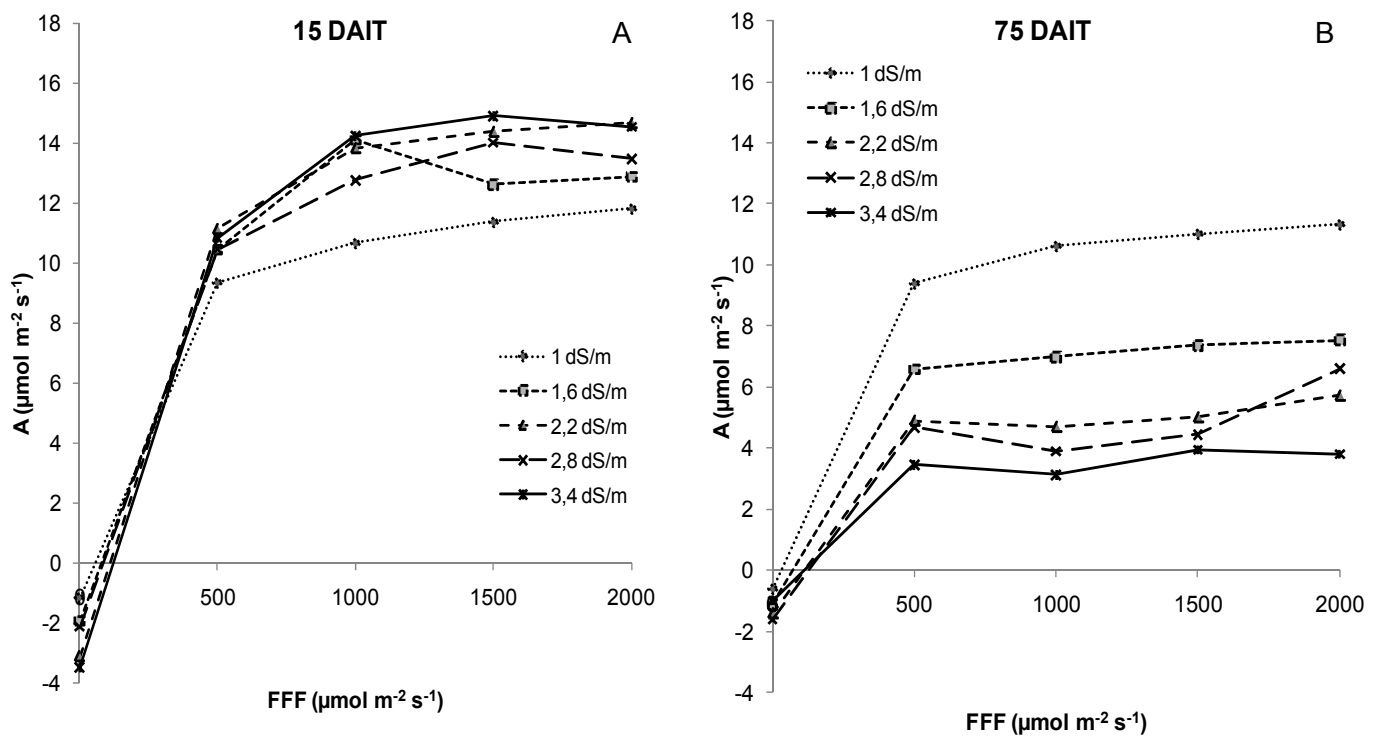 15 DAIT
A
18
16
14
12
10
8
6
4
2
0
-2
-4
A (µmol m-2 s-1)
0
500
1000
1500
2000
1 dS/m
1,6 dS/m
2,2 dS/m
2,8 dS/m
3,4 dS/m
FFF (µmol m-2 s-1)
75 DAIT
B
18
16
14
12
10
8
6
4
2
0
-2
-4
A (µmol m-2 s-1)
500
1000
1500
2000
1 dS/m
1,6 dS/m
2,2 dS/m
2,8 dS/m
3,4 dS/m
FFF (µmol m-2 s-1)